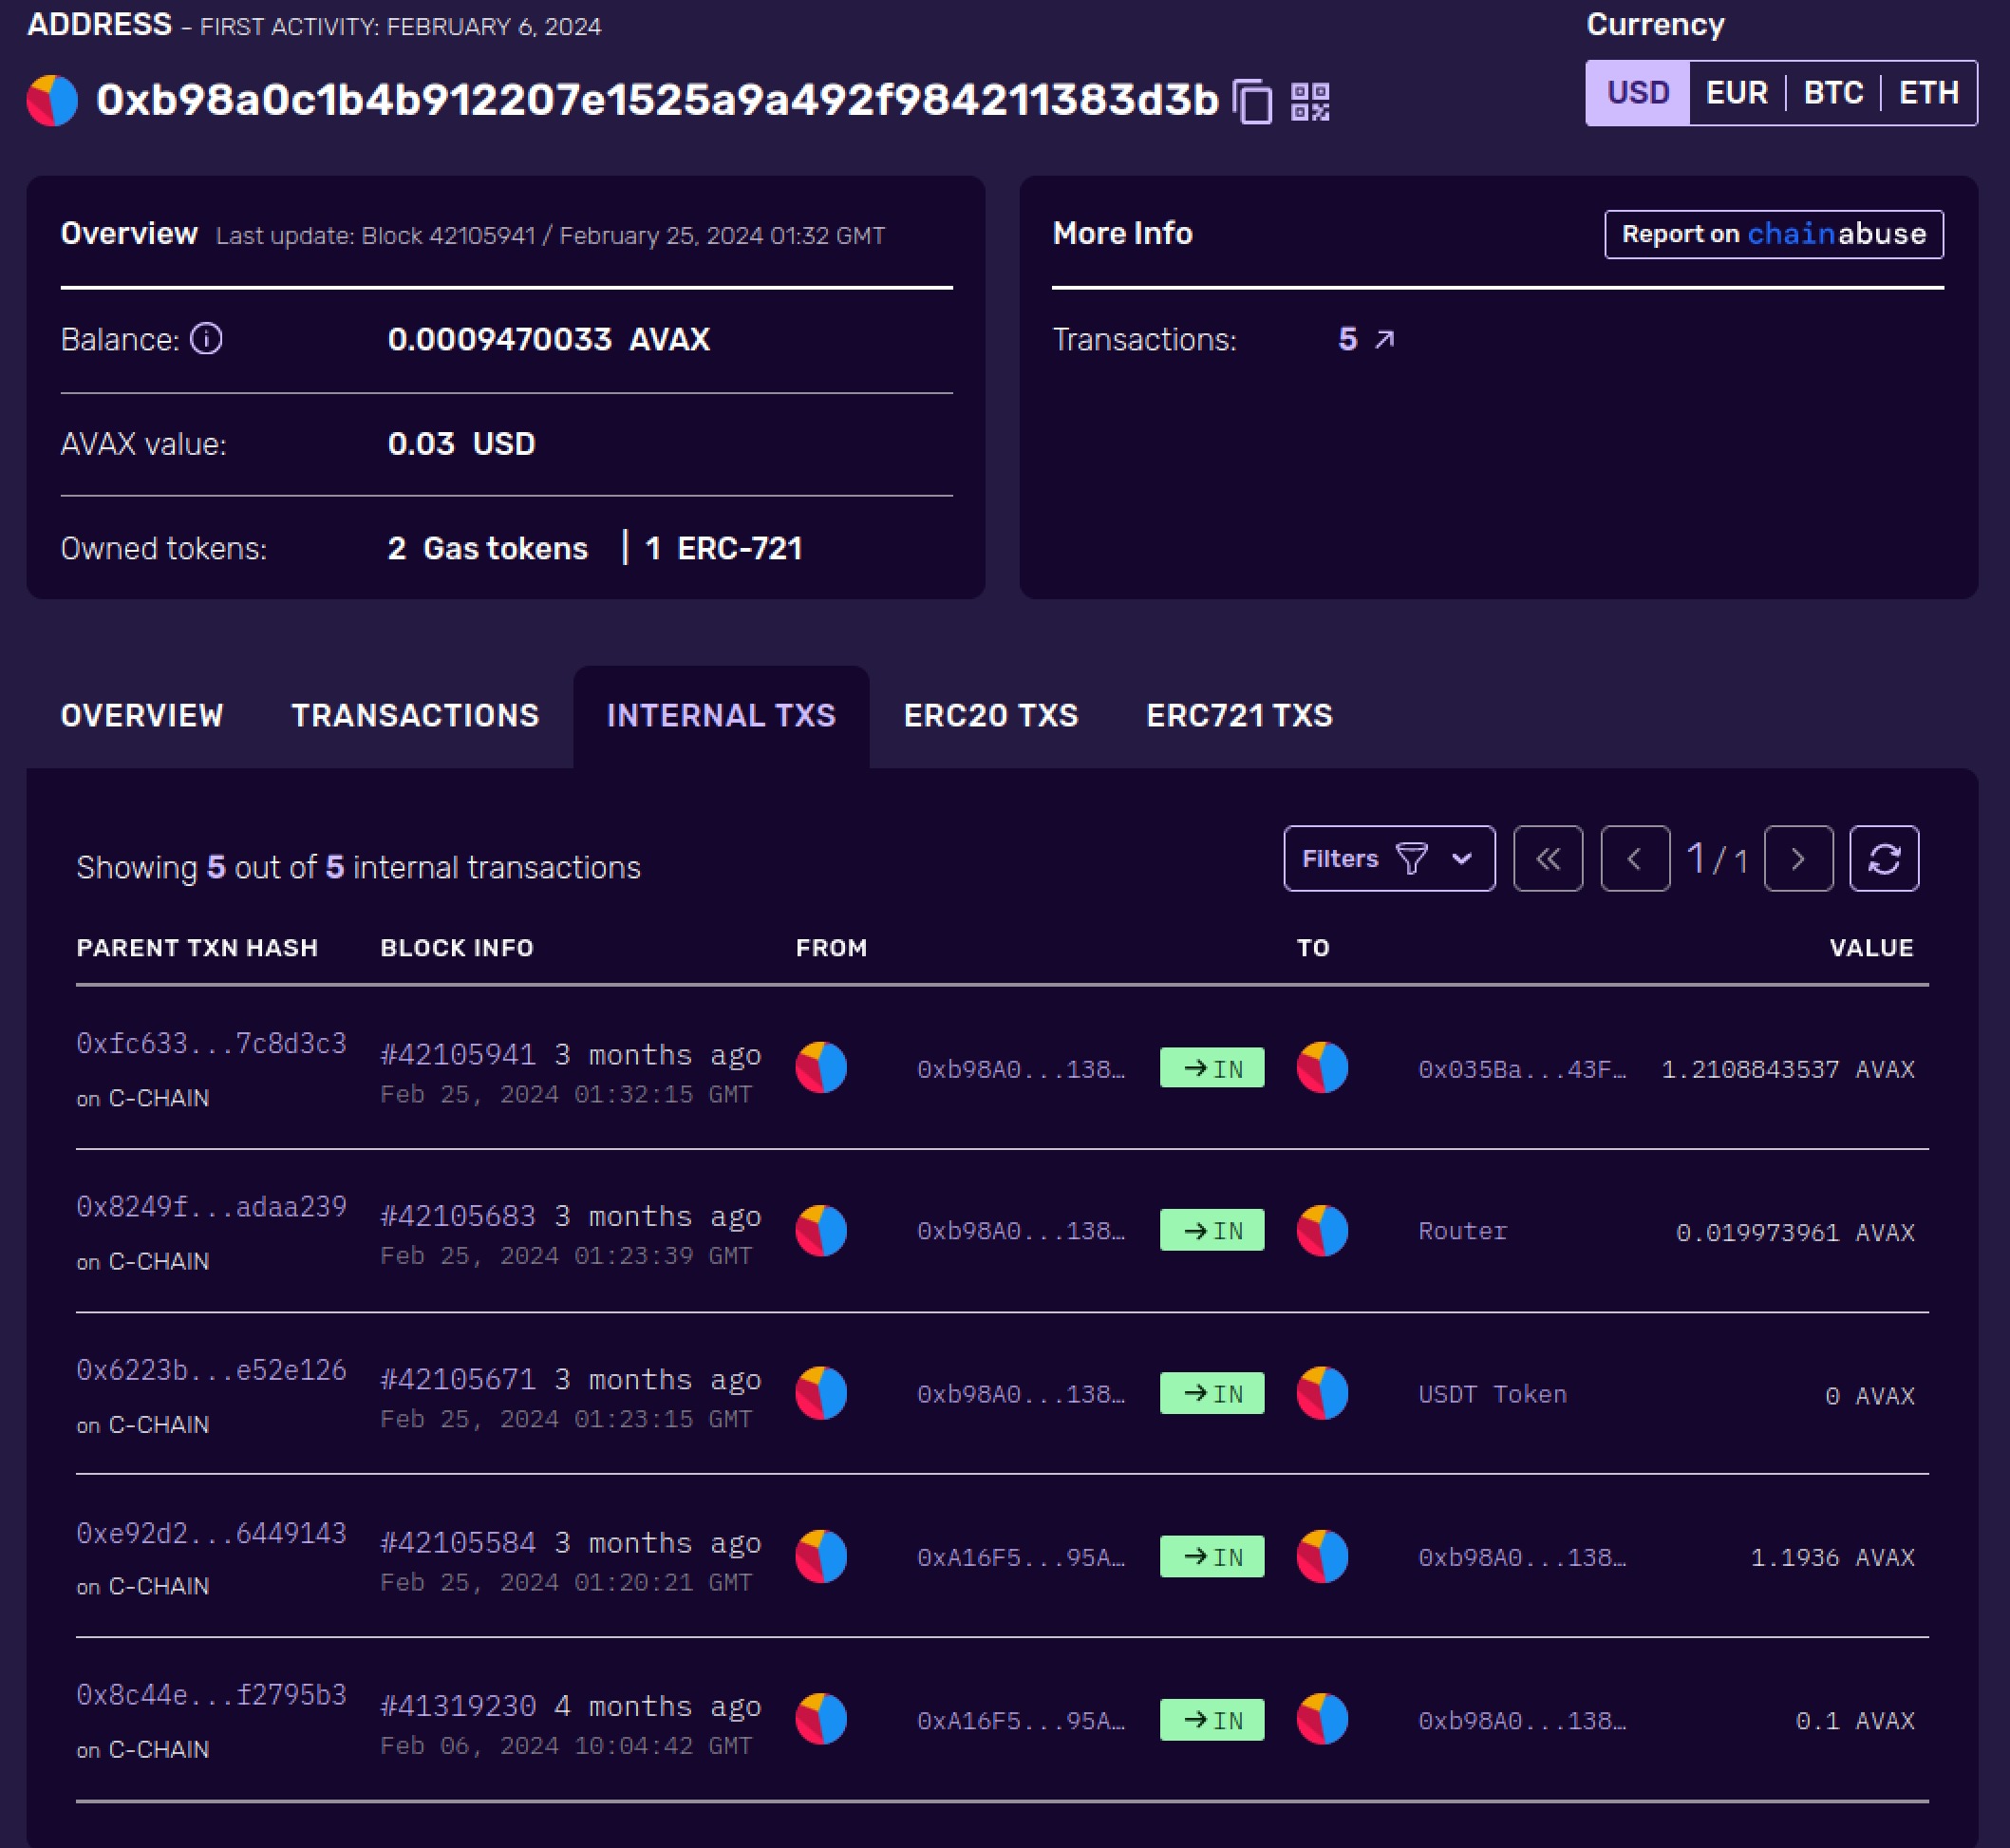 ADDRESS - FIRST ACTIVITY: FEBRUARY 6, 2024
Currency
0xb98a0c1b4b912207e1525a9a492f984211383d3b
USD EUR BTC ETH
Overview Last update: Block 42105941 / February 25, 2024 01:32 GMT
Balance: 0.0009470033 AVAX
AVAX value: 0.03 USD
Owned tokens: 2 Gas tokens | 1 ERC-721
More Info
Report on chainabuse
Transactions: 5
OVERVIEW TRANSACTIONS INTERNAL TXS ERC20 TXS ERC721 TXS
Showing 5 out of 5 internal transactions
Filters 1 / 1
PARENT TXN HASH BLOCK INFO FROM TO VALUE
0xfc633...7c8d3c3 #42105941 3 months ago 0xb98A0...138… IN 0x035Ba...43F… 1.2108843537 AVAX
on C-CHAIN Feb 25, 2024 01:32:15 GMT
0x8249f...adaa239 #42105683 3 months ago 0xb98A0...138… IN Router 0.019973961 AVAX
on C-CHAIN Feb 25, 2024 01:23:39 GMT
0x6223b...e52e126 #42105671 3 months ago 0xb98A0...138… IN USDT Token 0 AVAX
on C-CHAIN Feb 25, 2024 01:23:15 GMT
0xe92d2...6449143 #42105584 3 months ago 0xA16F5...95A… IN 0xb98A0...138… 1.1936 AVAX
on C-CHAIN Feb 25, 2024 01:20:21 GMT
0x8c44e...f2795b3 #41319230 4 months ago 0xA16F5...95A… IN 0xb98A0...138… 0.1 AVAX
on C-CHAIN Feb 06, 2024 10:04:42 GMT